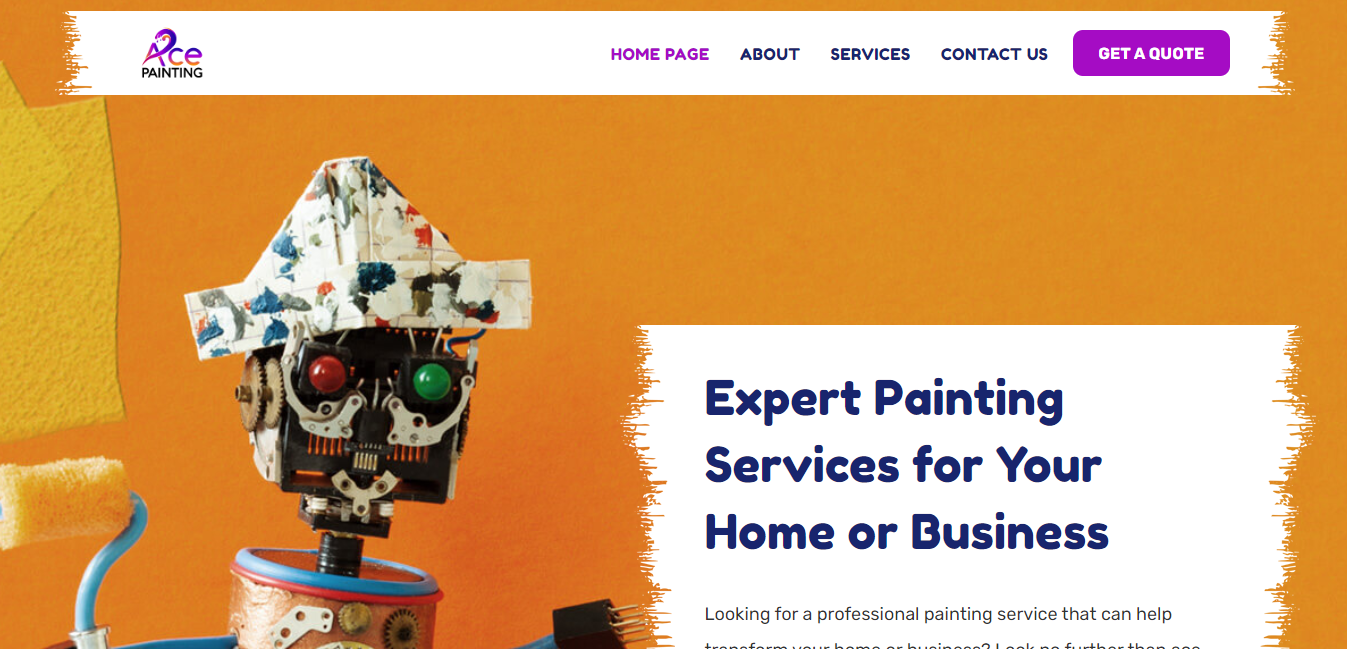 Ace
PAINTING
HOME PAGE ABOUT SERVICES CONTACT US GET A QUOTE
Expert Painting
Services for Your
Home or Business
Looking for a professional painting service that can help
transform your home or business? Look no further than ace